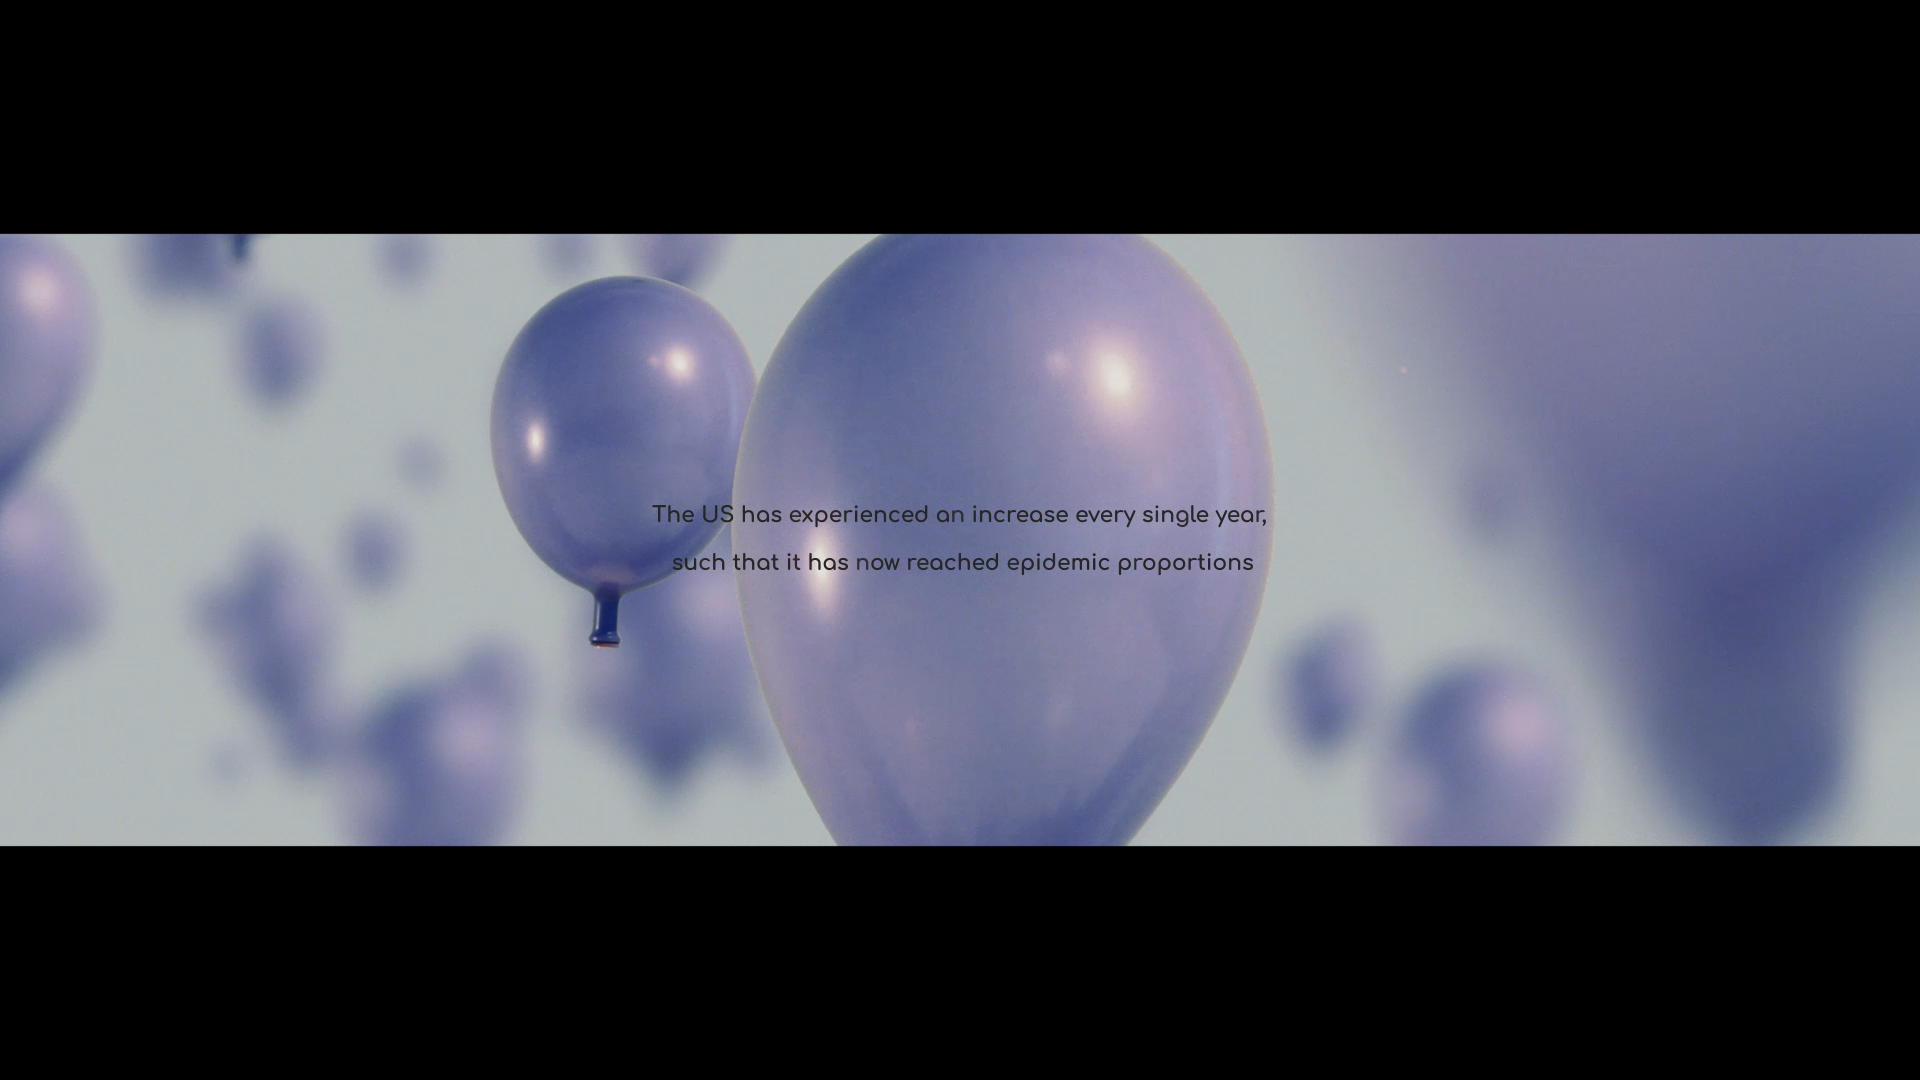 The US has experienced an increase every single year,
such that it has now reached epidemic proportions